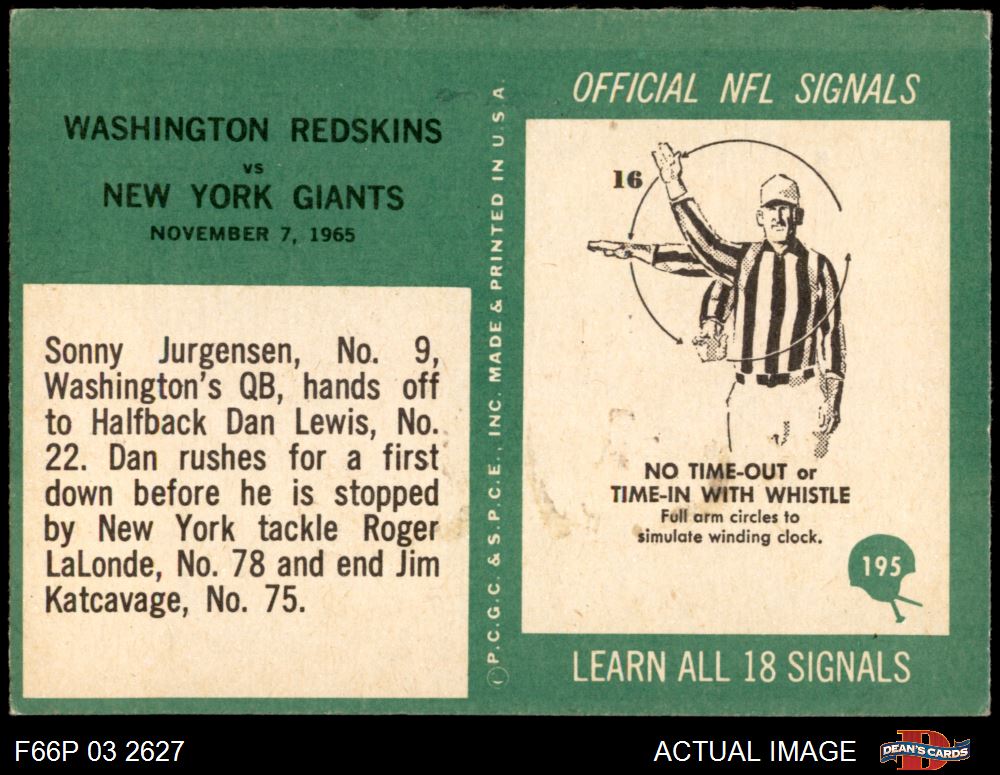 WASHINGTON REDSKINS
vs
NEW YORK GIANTS
NOVEMBER 7, 1965
Sonny Jurgensen, No. 9,
Washington's QB, hands off
to Halfback Dan Lewis, No.
22. Dan rushes for a first
down before he is stopped
by New York tackle Roger
LaLonde, No. 78 and end Jim
Katcavage, No. 75.
© P.C.G.C. & S.P.C.E., INC. MADE & PRINTED IN U.S.A.
OFFICIAL NFL SIGNALS
16
NO TIME-OUT or
TIME-IN WITH WHISTLE
Full arm circles to
simulate winding clock.
195
LEARN ALL 18 SIGNALS
F66P 03 2627
ACTUAL IMAGE
D
DEAN'S CARDS